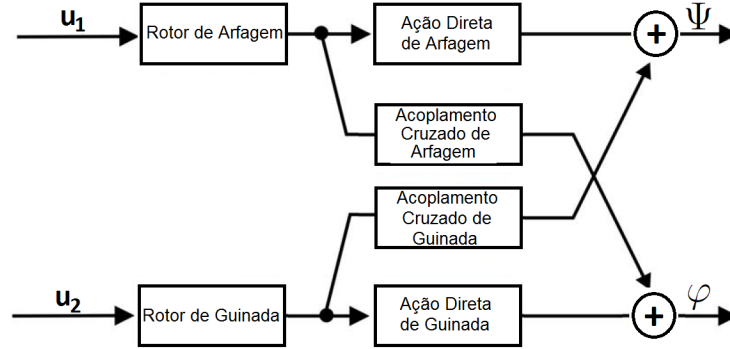 u1
Rotor de Arfagem
Ação Direta
de Arfagem
+
Ψ
Acoplamento
Cruzado de
Arfagem
Acoplamento
Cruzado de
Guinada
u2
Rotor de Guinada
Ação Direta
de Guinada
+
φ